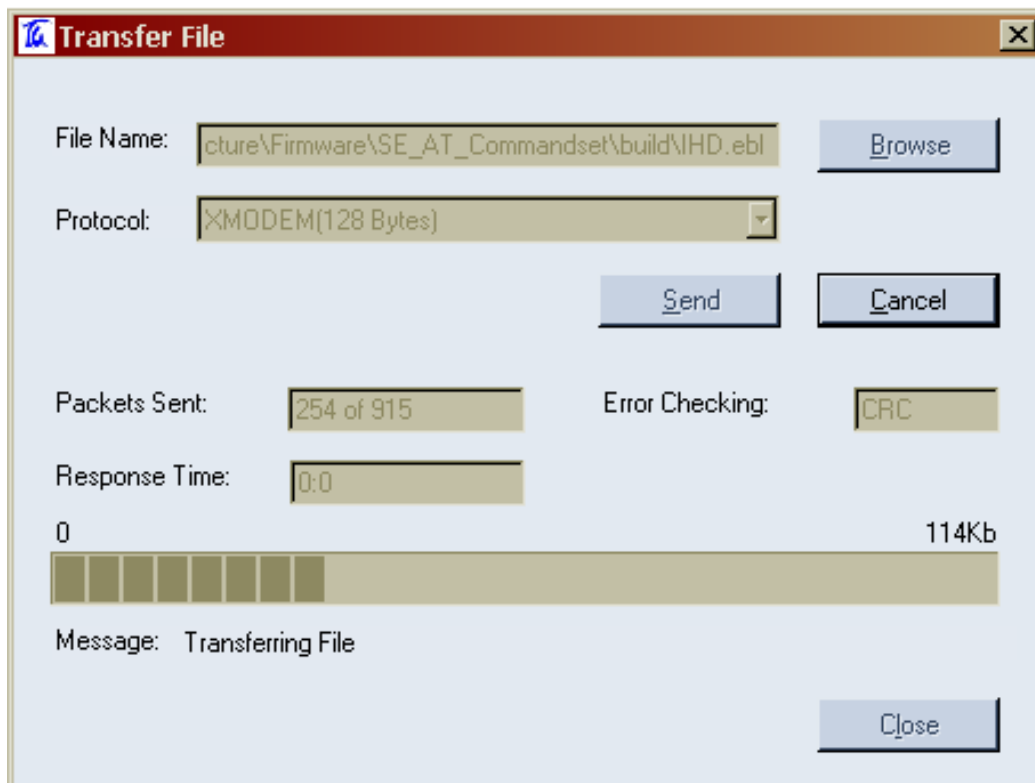 Transfer File
File Name: cture\Firmware\SE_AT_Commandset\build\IHD.ebl Browse
Protocol: XMODEM(128 Bytes)
Send Cancel
Packets Sent: 254 of 915 Error Checking: CRC
Response Time: 0:0
0 114Kb
Message: Transferring File
Close